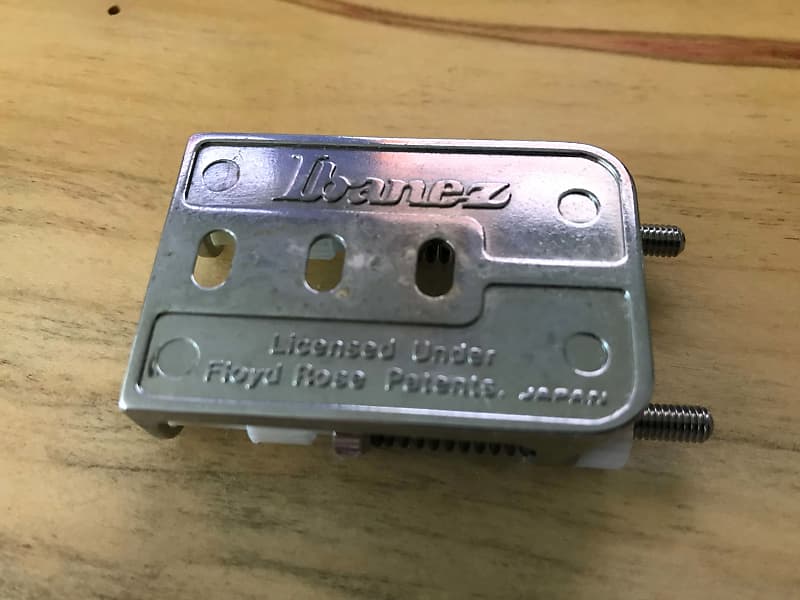 Ibanez
Licensed Under
Floyd Rose Patents. JAPAN